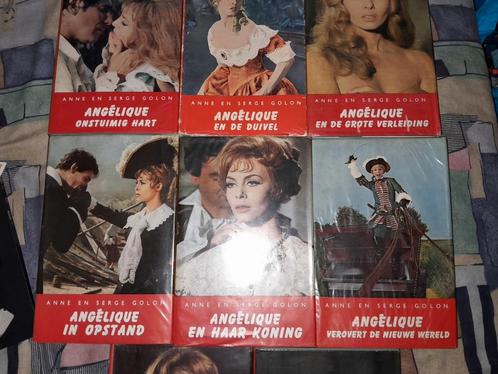 ANNE EN SERGE GOLON
ANGÉLIQUE
ONSTUIMIG HART
ANNE EN SERGE GOLON
ANGÉLIQUE
EN DE DUIVEL
ANNE EN SERGE GOLON
ANGÉLIQUE
EN DE GROTE VERLEIDING
ANNE EN SERGE GOLON
ANGÉLIQUE
IN OPSTAND
ANNE EN SERGE GOLON
ANGÉLIQUE
EN HAAR KONING
ANNE EN SERGE GOLON
ANGÉLIQUE
VEROVERT DE NIEUWE WERELD